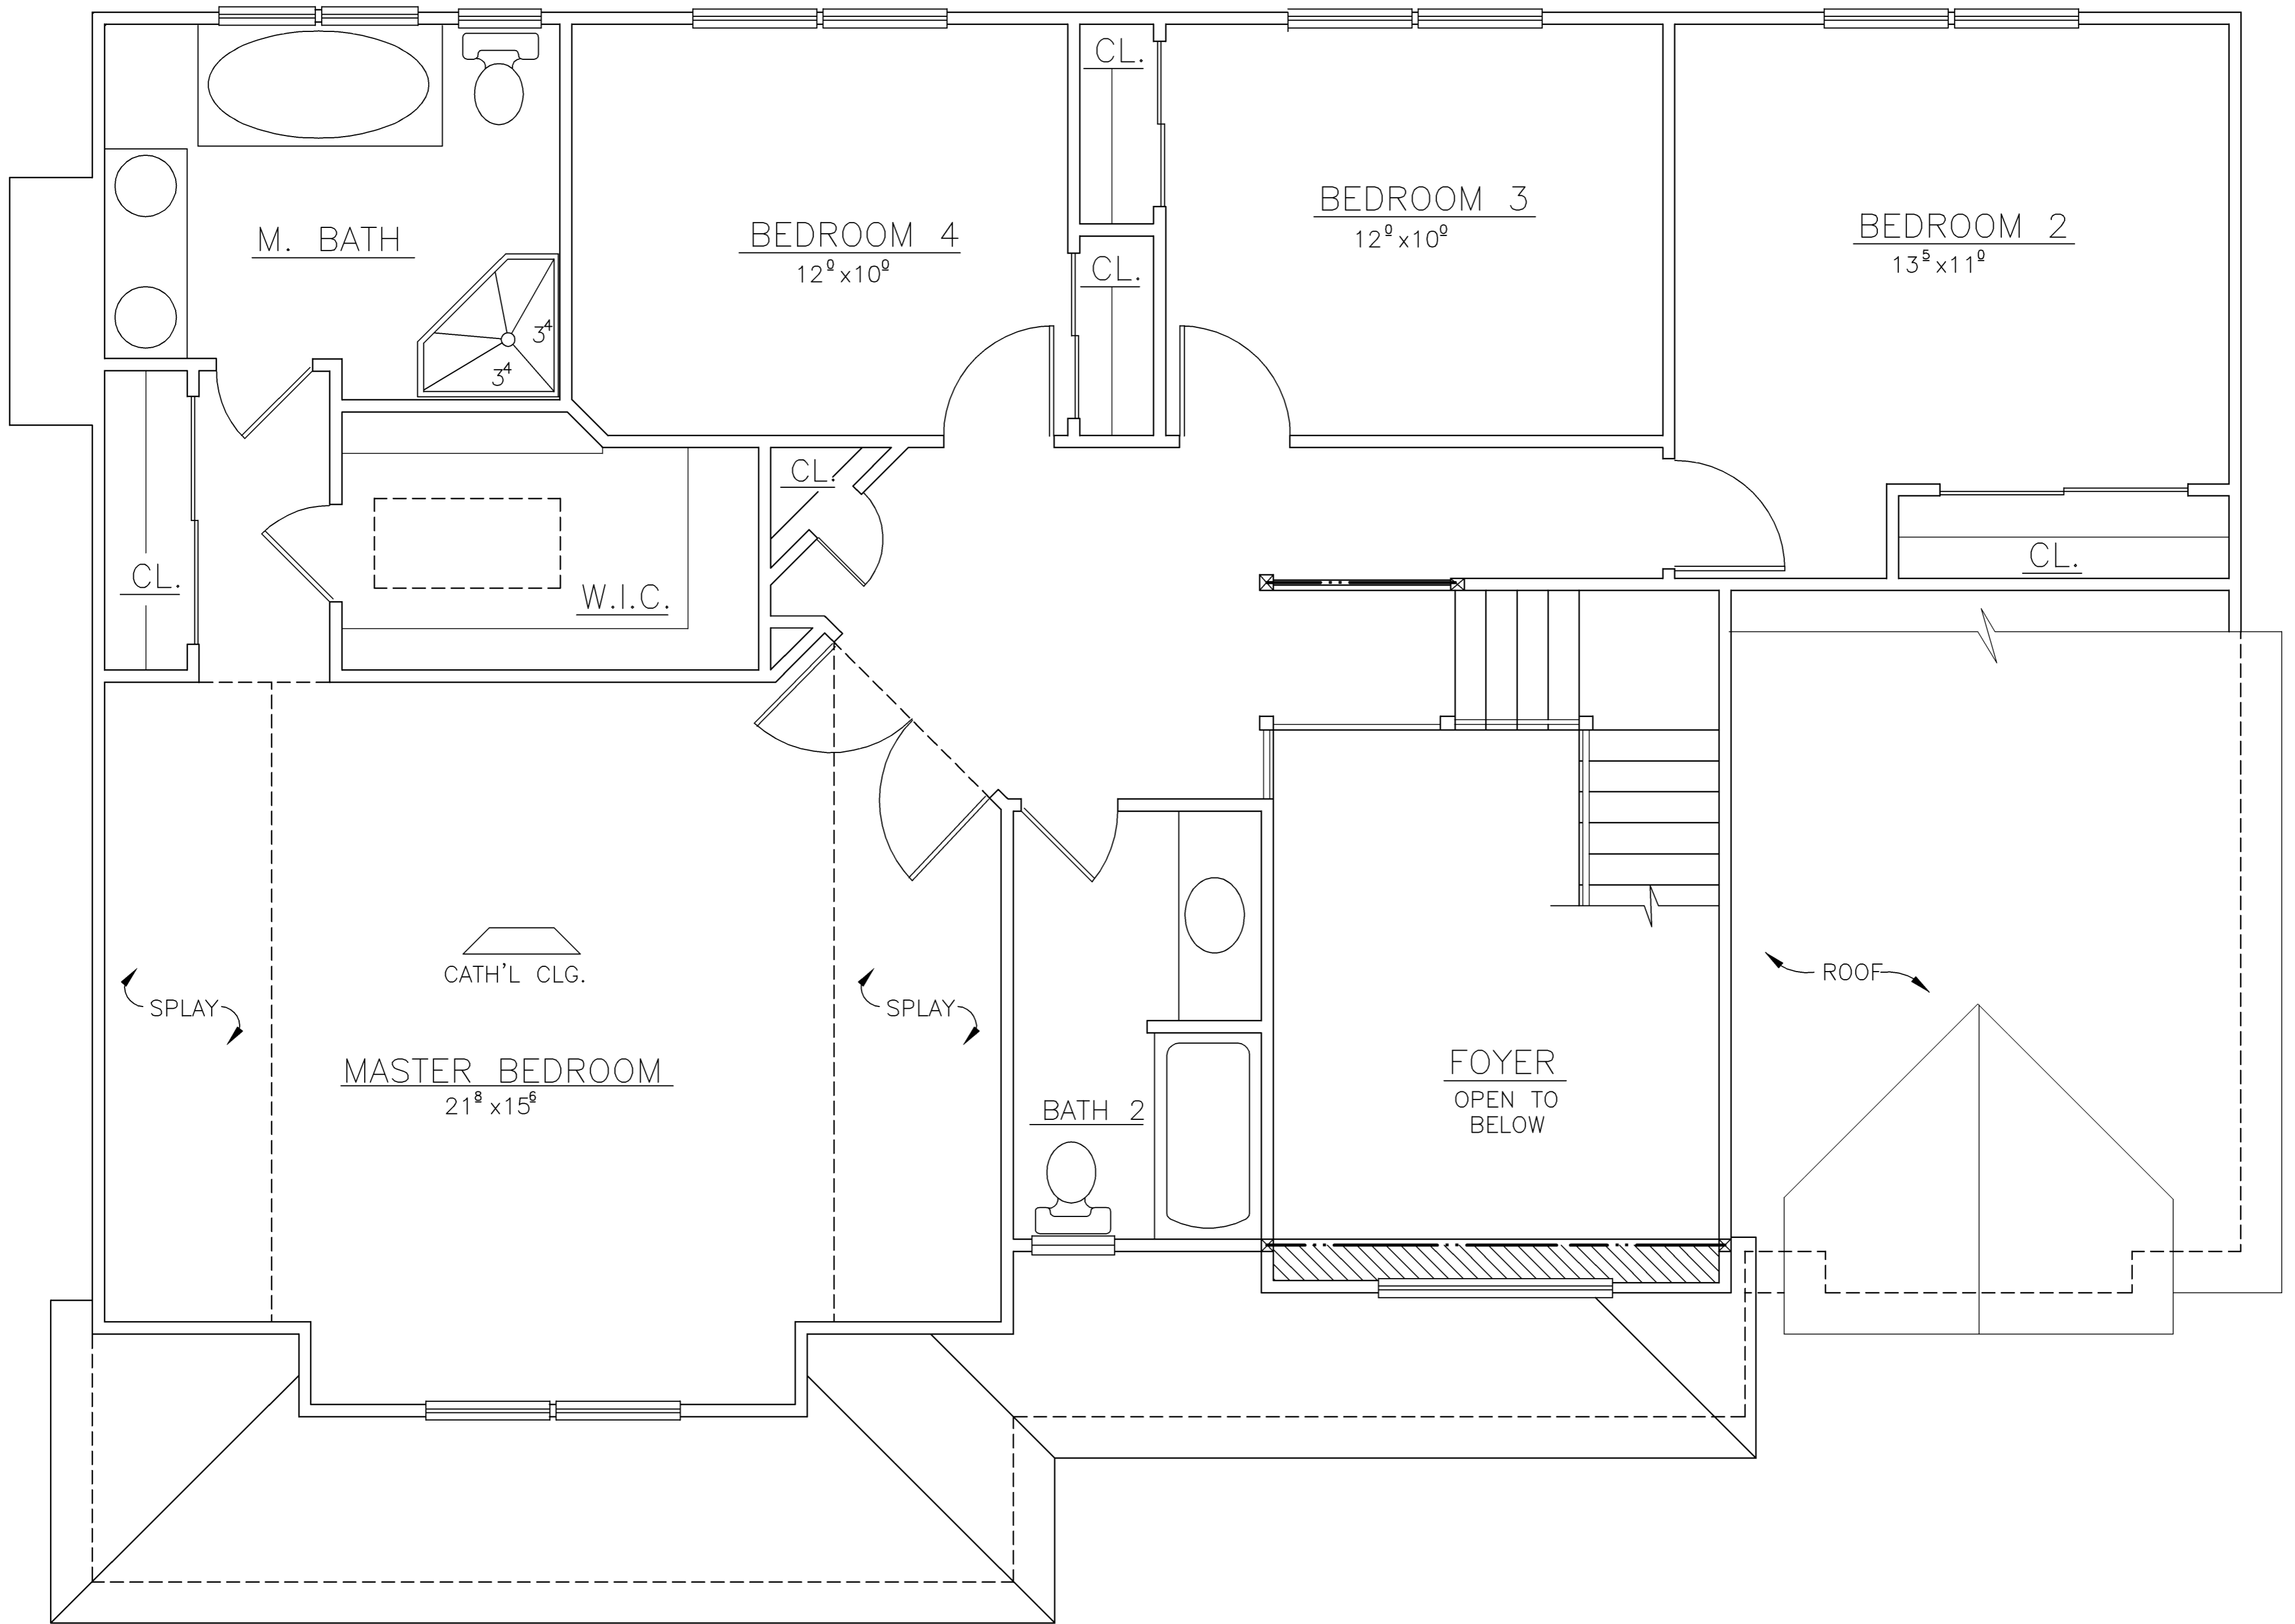 CL.
BEDROOM 3
12⁰x10⁰
BEDROOM 2
13⁵x11⁰
M. BATH
BEDROOM 4
12⁰x10⁰
CL.
3⁴
3⁴
CL.
CL.
W.I.C.
CL.
CATH'L CLG.
SPLAY
SPLAY
ROOF
MASTER BEDROOM
21⁸x15⁶
BATH 2
FOYER
OPEN TO
BELOW